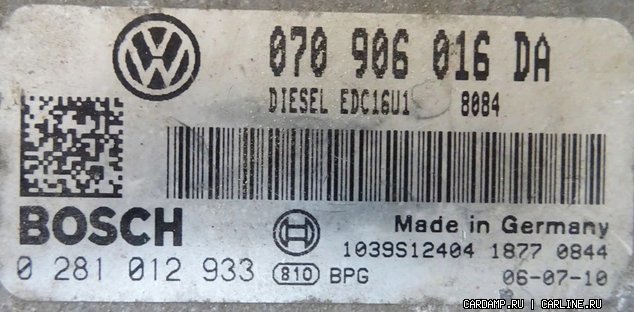 070 906 016 DA
DIESEL EDC16U1 8084
BOSCH
Made in Germany
1039S12404 1877 0844
0 281 012 933 810 BPG 06-07-10
CARDAMP.RU | CARLINE.RU